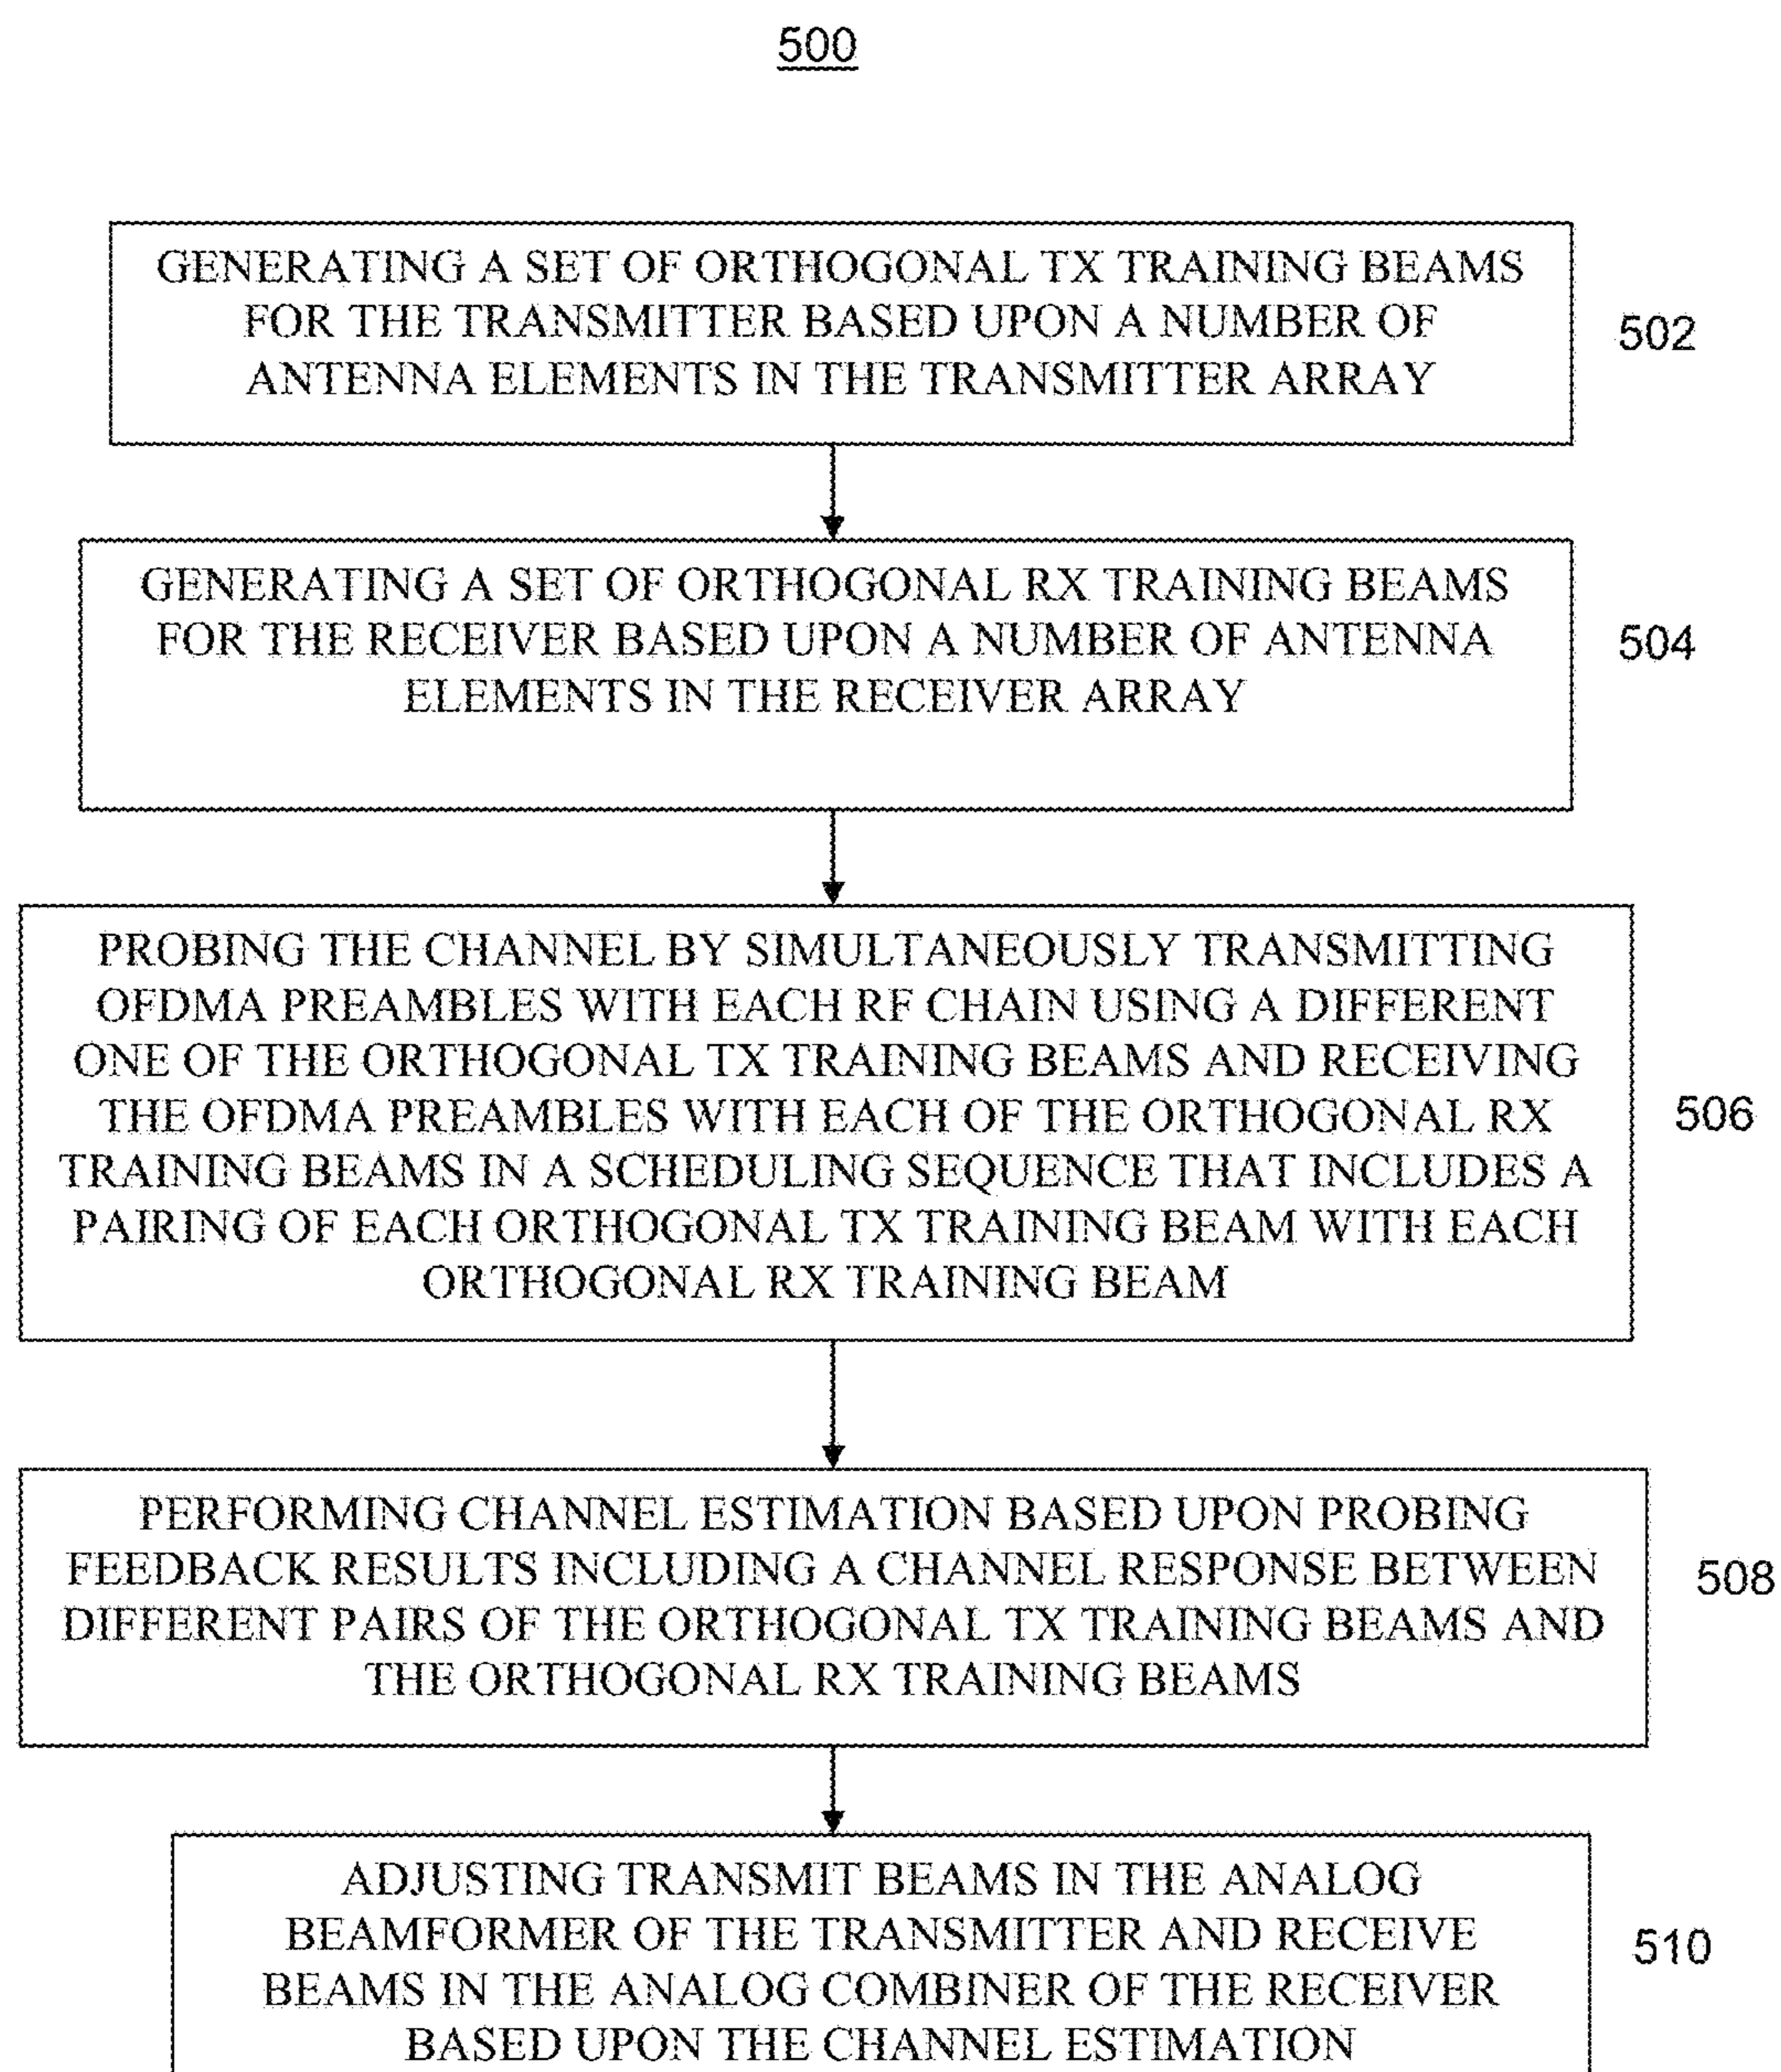 500
GENERATING A SET OF ORTHOGONAL TX TRAINING BEAMS
FOR THE TRANSMITTER BASED UPON A NUMBER OF
ANTENNA ELEMENTS IN THE TRANSMITTER ARRAY
502
GENERATING A SET OF ORTHOGONAL RX TRAINING BEAMS
FOR THE RECEIVER BASED UPON A NUMBER OF ANTENNA
ELEMENTS IN THE RECEIVER ARRAY
504
PROBING THE CHANNEL BY SIMULTANEOUSLY TRANSMITTING
OFDMA PREAMBLES WITH EACH RF CHAIN USING A DIFFERENT
ONE OF THE ORTHOGONAL TX TRAINING BEAMS AND RECEIVING
THE OFDMA PREAMBLES WITH EACH OF THE ORTHOGONAL RX
TRAINING BEAMS IN A SCHEDULING SEQUENCE THAT INCLUDES A
PAIRING OF EACH ORTHOGONAL TX TRAINING BEAM WITH EACH
ORTHOGONAL RX TRAINING BEAM
506
PERFORMING CHANNEL ESTIMATION BASED UPON PROBING
FEEDBACK RESULTS INCLUDING A CHANNEL RESPONSE BETWEEN
DIFFERENT PAIRS OF THE ORTHOGONAL TX TRAINING BEAMS AND
THE ORTHOGONAL RX TRAINING BEAMS
508
ADJUSTING TRANSMIT BEAMS IN THE ANALOG
BEAMFORMER OF THE TRANSMITTER AND RECEIVE
BEAMS IN THE ANALOG COMBINER OF THE RECEIVER
BASED UPON THE CHANNEL ESTIMATION
510